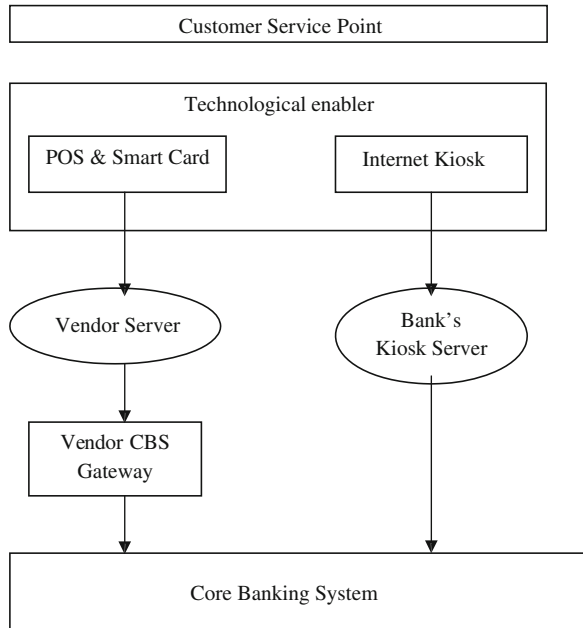 Customer Service Point
Technological enabler
POS & Smart Card
Internet Kiosk
Vendor Server
Bank’s
Kiosk Server
Vendor CBS
Gateway
Core Banking System